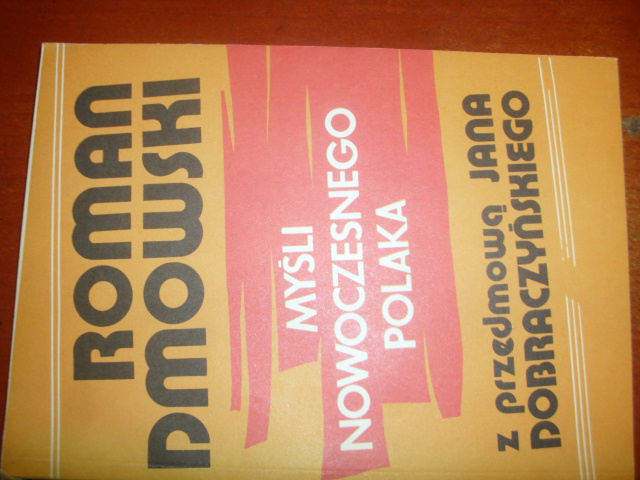 ROMAN
DMOWSKI
MYŚLI
NOWOCZESNEGO
POLAKA
z przedmową JANA
DOBRACZYŃSKIEGO